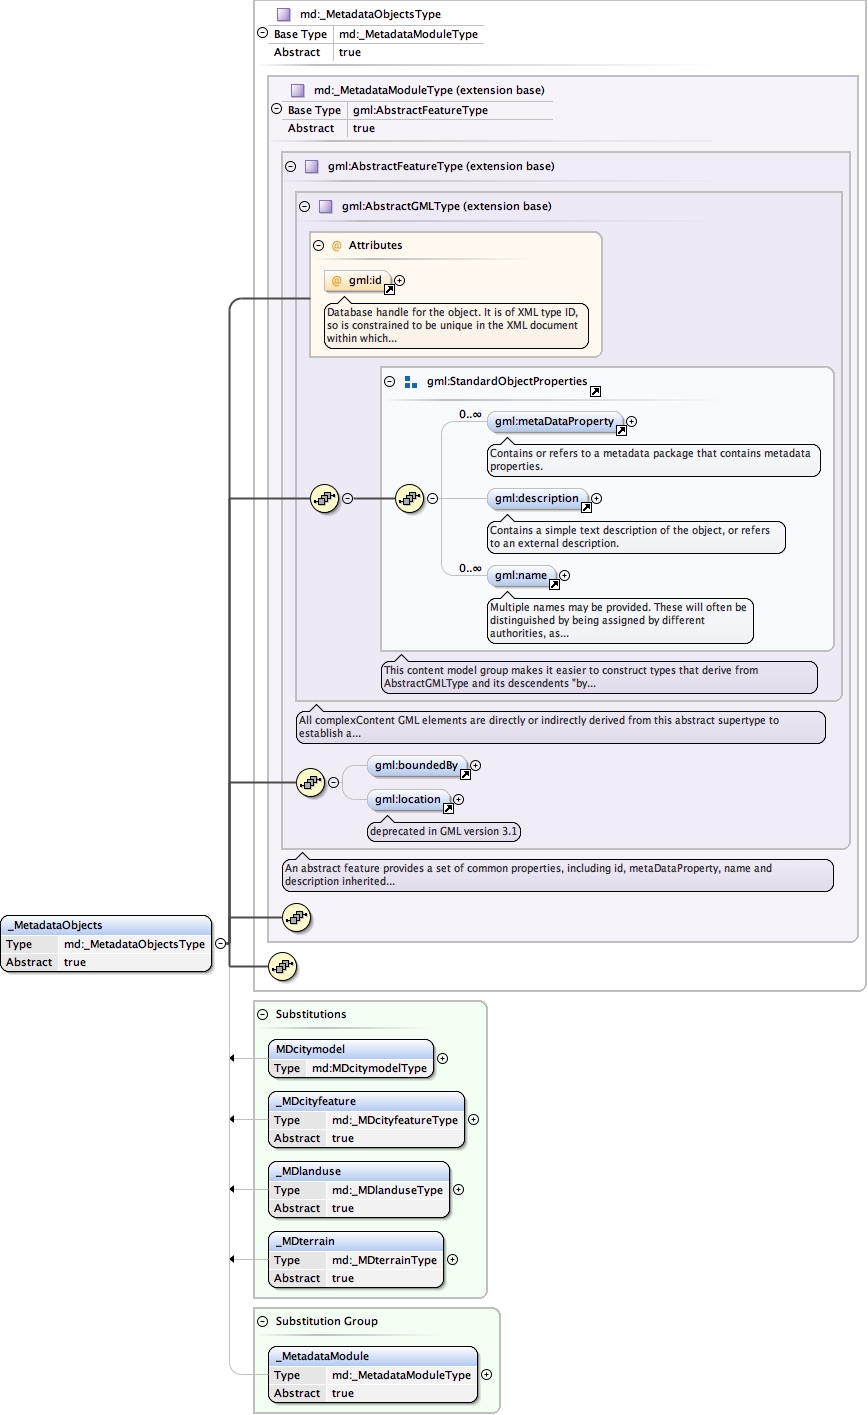 md:_MetadataObjectsType
Base Type md:_MetadataModuleType
Abstract true
md:_MetadataModuleType (extension base)
Base Type gml:AbstractFeatureType
Abstract true
gml:AbstractFeatureType (extension base)
gml:AbstractGMLType (extension base)
@ Attributes
@ gml:id
Database handle for the object. It is of XML type ID,
so is constrained to be unique in the XML document
within which...
gml:StandardObjectProperties
0..∞
gml:metaDataProperty
Contains or refers to a metadata package that contains metadata
properties.
gml:description
Contains a simple text description of the object, or refers
to an external description.
0..∞
gml:name
Multiple names may be provided. These will often be
distinguished by being assigned by different
authorities, as...
This content model group makes it easier to construct types that derive from
AbstractGMLType and its descendents "by...
All complexContent GML elements are directly or indirectly derived from this abstract supertype to
establish a...
gml:boundedBy
gml:location
deprecated in GML version 3.1
An abstract feature provides a set of common properties, including id, metaDataProperty, name and
description inherited...
_MetadataObjects
Type md:_MetadataObjectsType
Abstract true
Substitutions
MDcitymodel
Type md:MDcitymodelType
_MDcityfeature
Type md:_MDcityfeatureType
Abstract true
_MDlanduse
Type md:_MDlanduseType
Abstract true
_MDterrain
Type md:_MDterrainType
Abstract true
Substitution Group
_MetadataModule
Type md:_MetadataModuleType
Abstract true